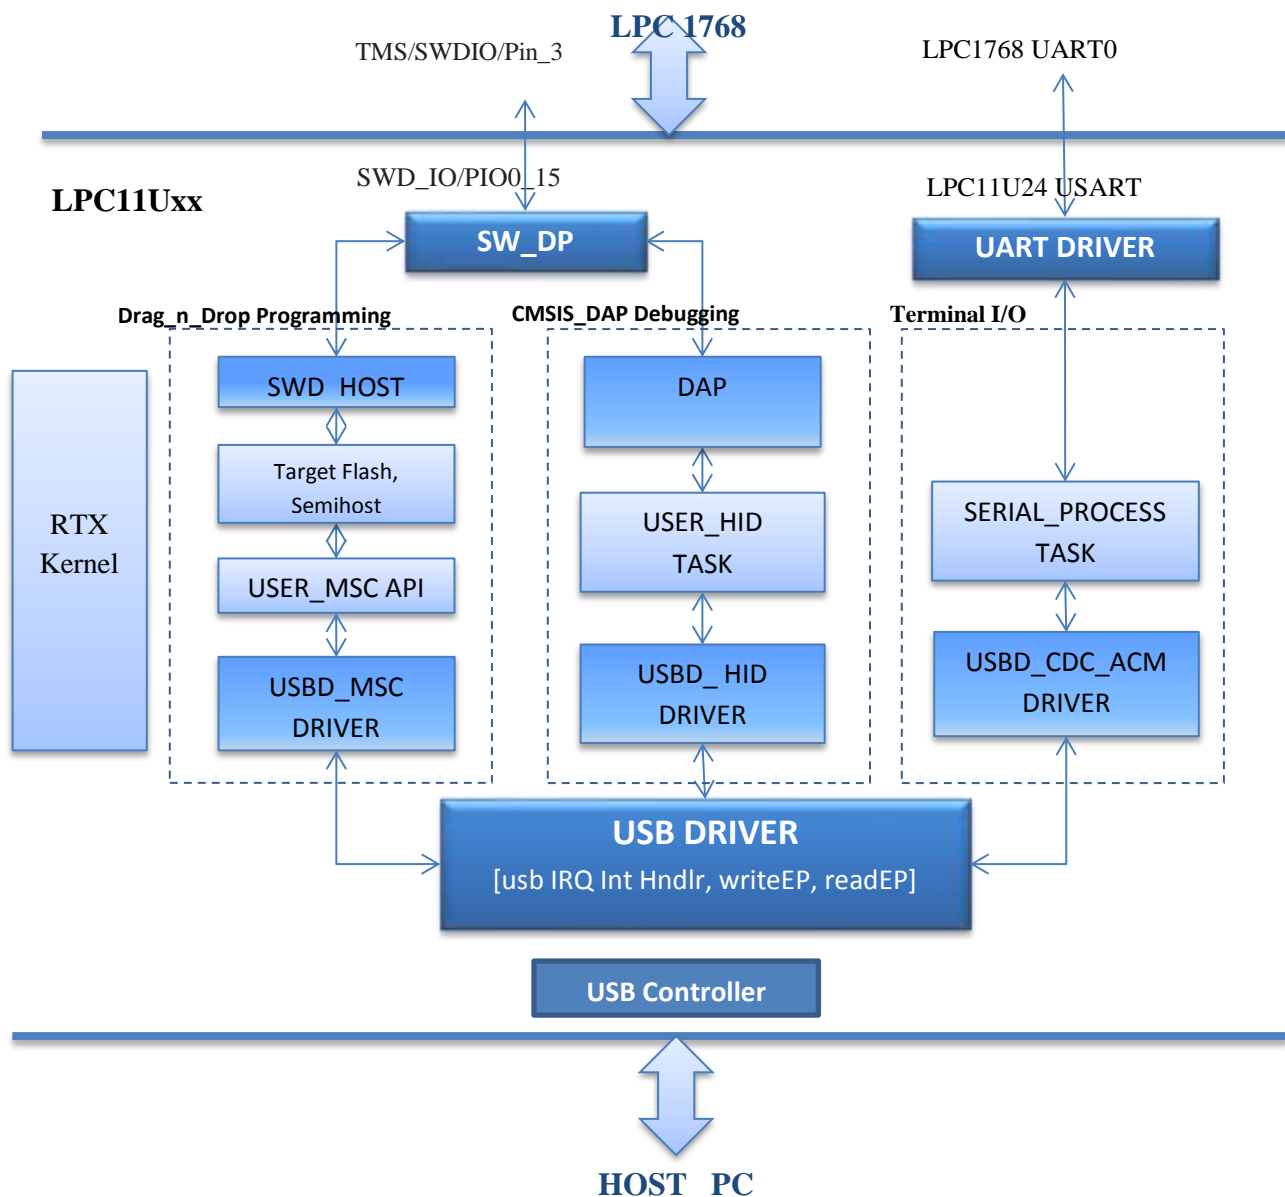 LPC 1768
TMS/SWDIO/Pin_3
LPC1768 UART0
SWD_IO/PIO0_15
LPC11U24 USART
LPC11Uxx
SW_DP
UART DRIVER
Drag_n_Drop Programming
CMSIS_DAP Debugging
Terminal I/O
SWD HOST
DAP
Target Flash,
Semihost
RTX
Kernel
USER_HID
TASK
SERIAL_PROCESS
TASK
USER_MSC API
USBD_MSC
DRIVER
USBD_ HID
DRIVER
USBD_CDC_ACM
DRIVER
USB DRIVER
[usb IRQ Int Hndlr, writeEP, readEP]
USB Controller
HOST PC